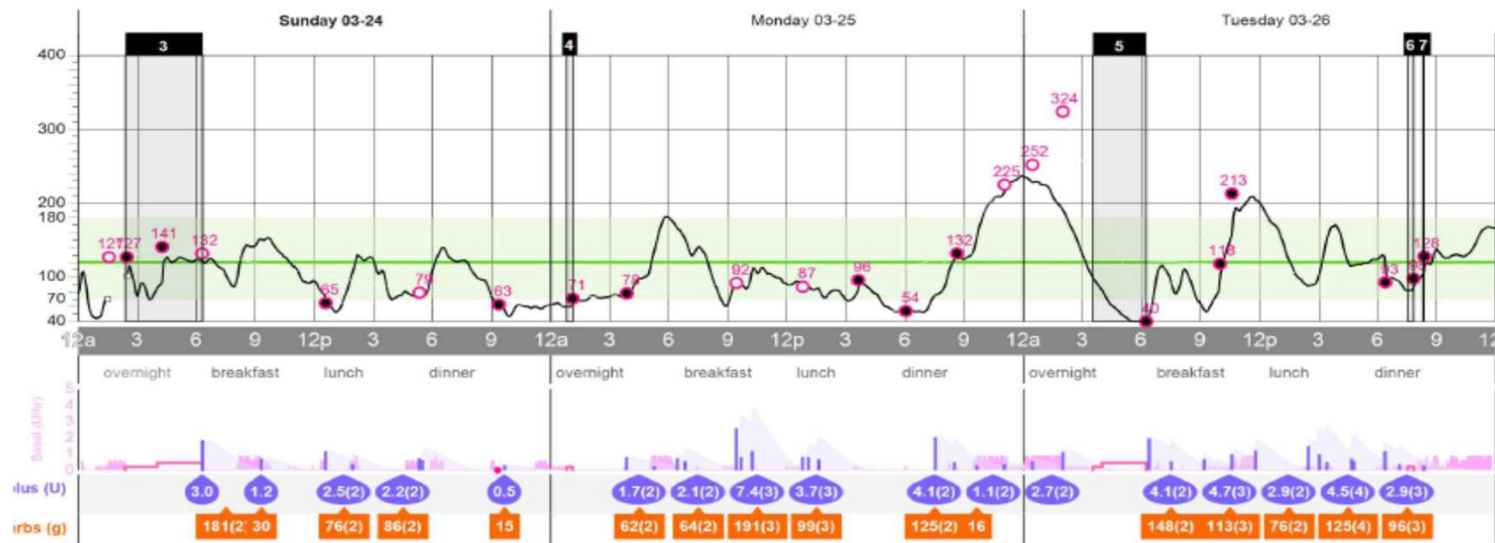 Sunday 03-24 Monday 03-25 Tuesday 03-26
3 4 5 6 7
400
324
300
252
225
213
200
180
127 127 141 132 132 128
118
100 79 78 92 87 96 93
70 65 63 71
54
40 40
12a 3 6 9 12p 3 6 9 12a 3 6 9 12p 3 6 9 12a 3 6 9 12p 3 6 9 12
overnight breakfast lunch dinner overnight breakfast lunch dinner overnight breakfast lunch dinner
Basal (U/hr)
5
4
3
2
1
0
olus (U) 3.0 1.2 2.5(2) 2.2(2) 0.5 1.7(2) 2.1(2) 7.4(3) 3.7(3) 4.1(2) 1.1(2) 2.7(2) 4.1(2) 4.7(3) 2.9(2) 4.5(4) 2.9(3)
arbs (g) 181(2) 30 76(2) 86(2) 15 62(2) 64(2) 191(3) 99(3) 125(2) 16 148(2) 113(3) 76(2) 125(4) 96(3)